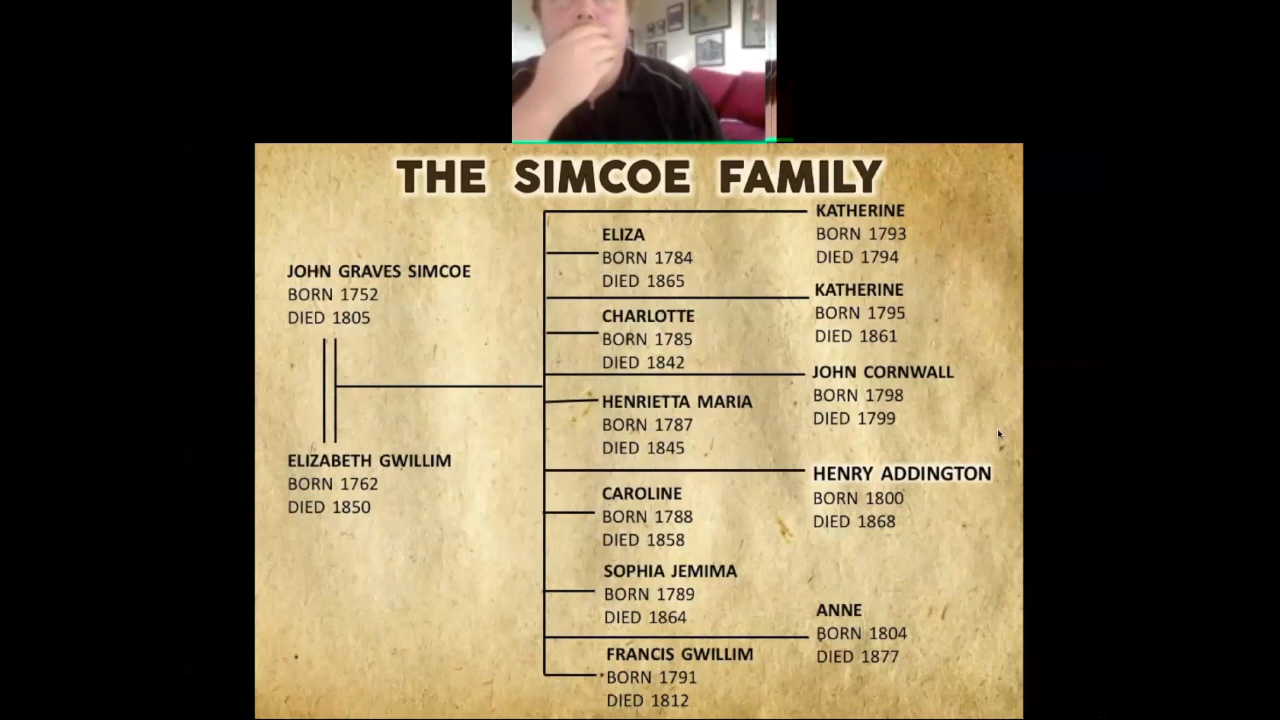 THE SIMCOE FAMILY
JOHN GRAVES SIMCOE
BORN 1752
DIED 1805
ELIZABETH GWILLIM
BORN 1762
DIED 1850
ELIZA
BORN 1784
DIED 1865
CHARLOTTE
BORN 1785
DIED 1842
HENRIETTA MARIA
BORN 1787
DIED 1845
CAROLINE
BORN 1788
DIED 1858
SOPHIA JEMIMA
BORN 1789
DIED 1864
FRANCIS GWILLIM
BORN 1791
DIED 1812
KATHERINE
BORN 1793
DIED 1794
KATHERINE
BORN 1795
DIED 1861
JOHN CORNWALL
BORN 1798
DIED 1799
HENRY ADDINGTON
BORN 1800
DIED 1868
ANNE
BORN 1804
DIED 1877